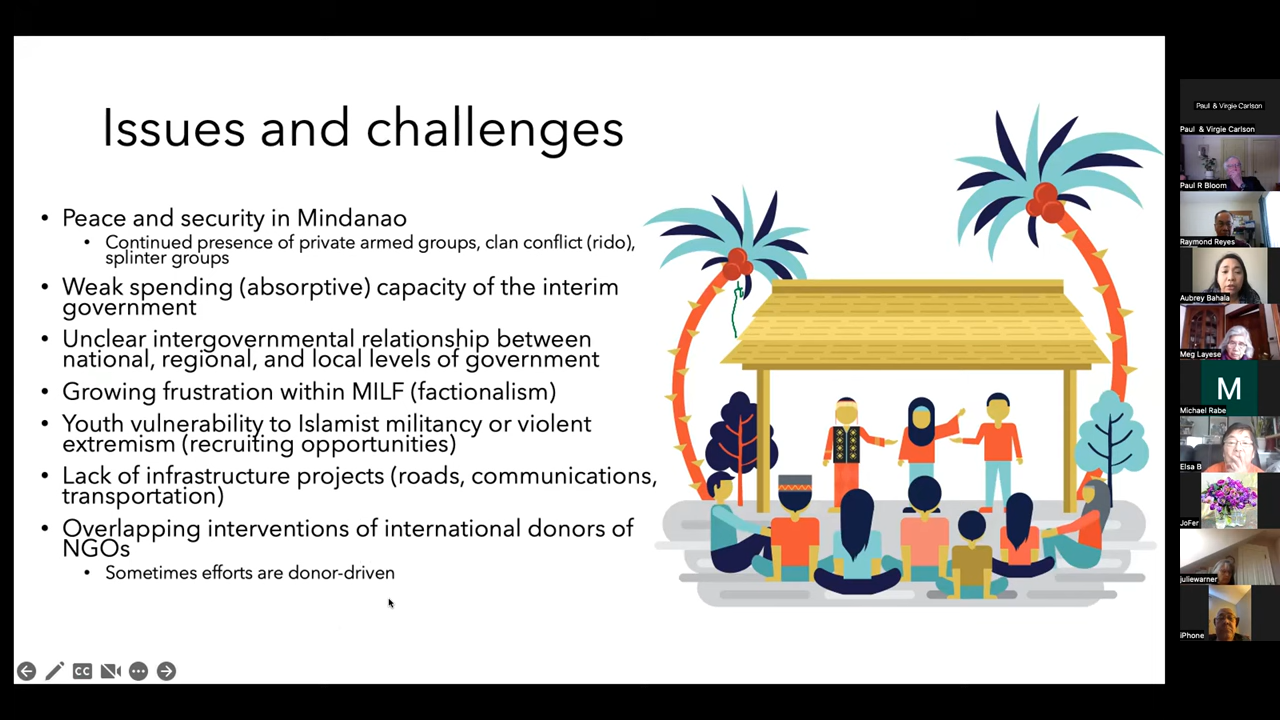 Issues and challenges
• Peace and security in Mindanao
• Continued presence of private armed groups, clan conflict (rido),
splinter groups
• Weak spending (absorptive) capacity of the interim
government
• Unclear intergovernmental relationship between
national, regional, and local levels of government
• Growing frustration within MILF (factionalism)
• Youth vulnerability to Islamist militancy or violent
extremism (recruiting opportunities)
• Lack of infrastructure projects (roads, communications,
transportation)
• Overlapping interventions of international donors of
NGOs
• Sometimes efforts are donor-driven
CC
Paul & Virgie Carlson
Paul & Virgie Carlson
Paul R Bloom
Raymond Reyes
Aubrey Bahala
Meg Layese
M
Michael Rabe
Elsa B
JoFer
juliewarner
iPhone